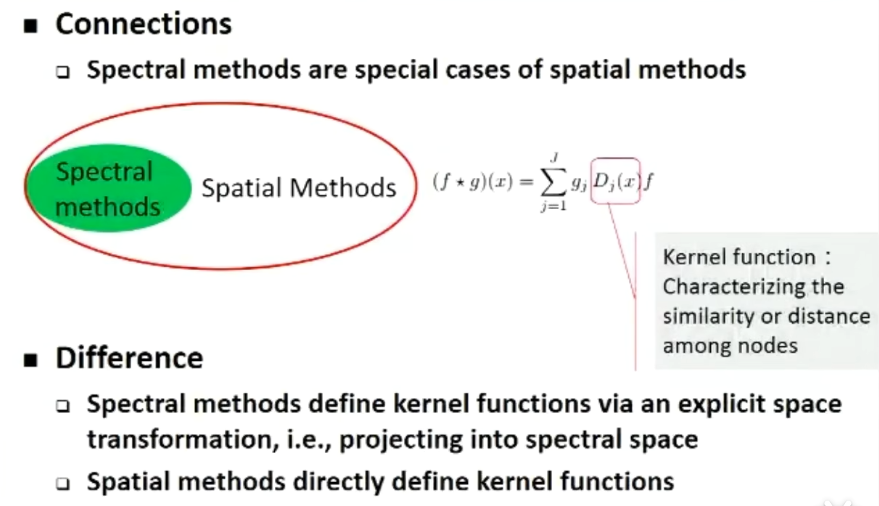 ■ Connections
❑ Spectral methods are special cases of spatial methods
Spectral
methods
Spatial Methods
(f ⋆ g)(x) = ∑_{j=1}^{J} g_j D_j(x) f
Kernel function：
Characterizing the
similarity or distance
among nodes
■ Difference
❑ Spectral methods define kernel functions via an explicit space
transformation, i.e., projecting into spectral space
❑ Spatial methods directly define kernel functions